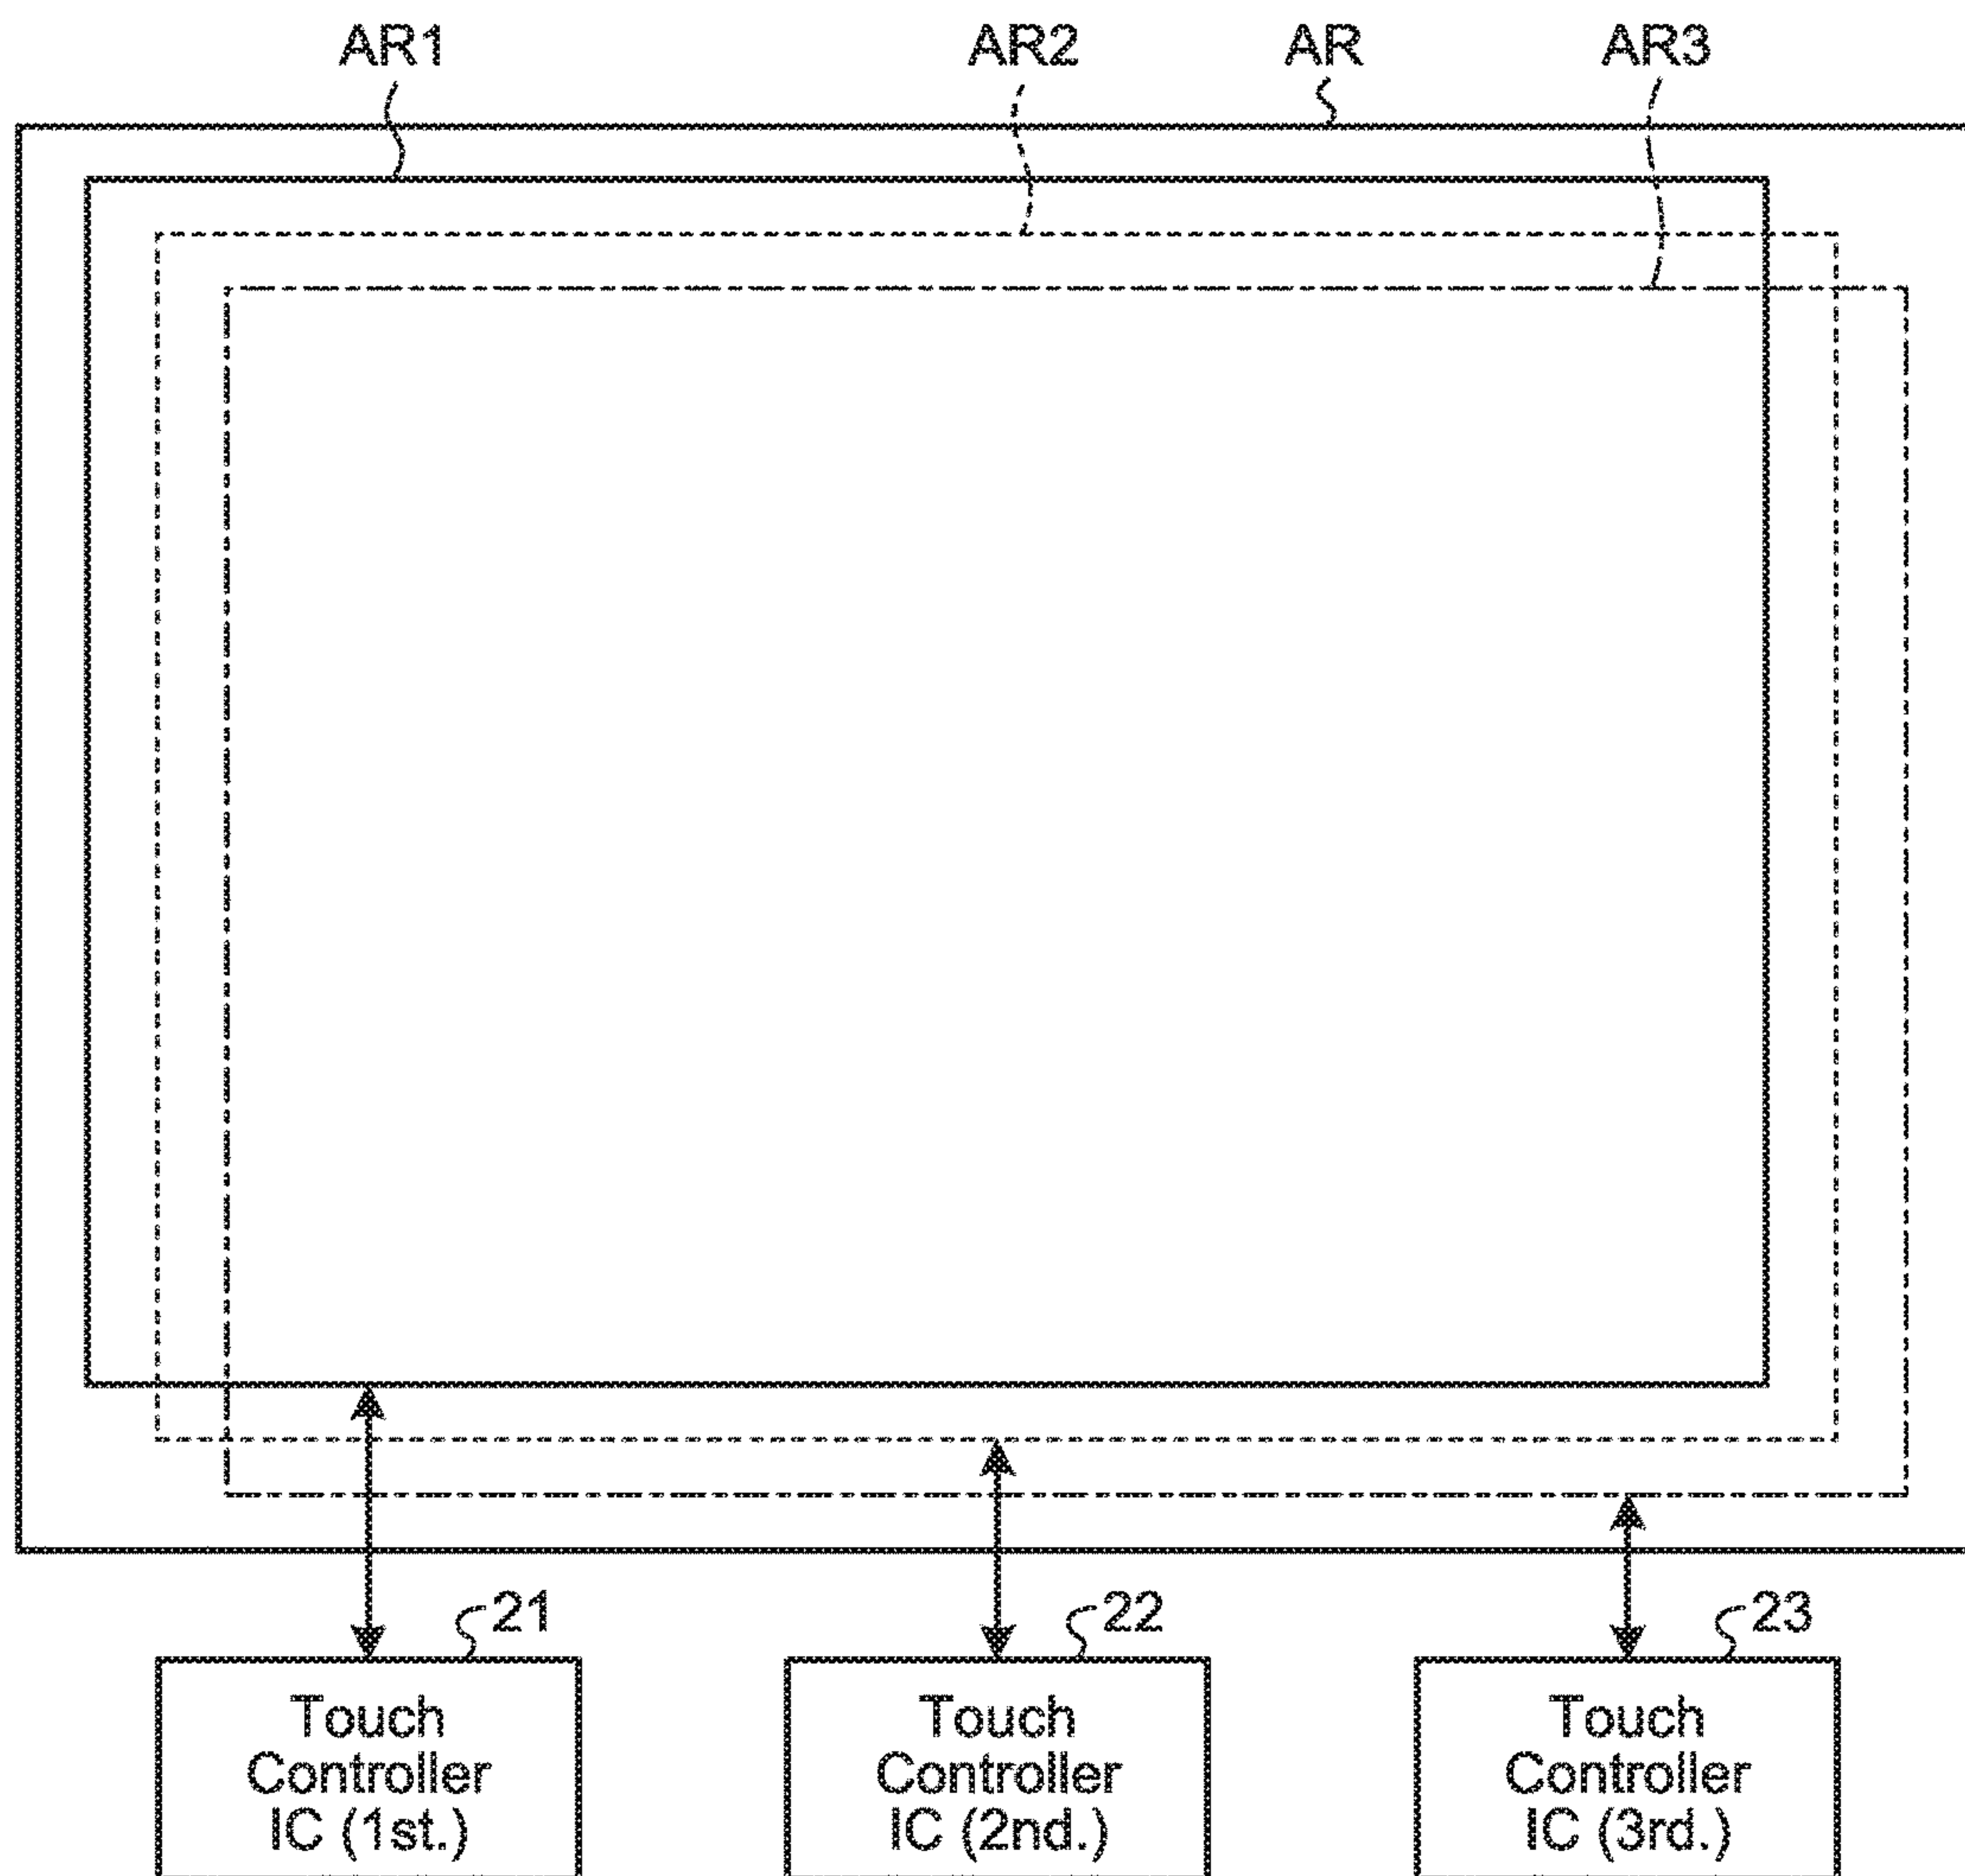 AR1 AR2 AR AR3
21 22 23
Touch Touch Touch
Controller Controller Controller
IC (1st.) IC (2nd.) IC (3rd.)